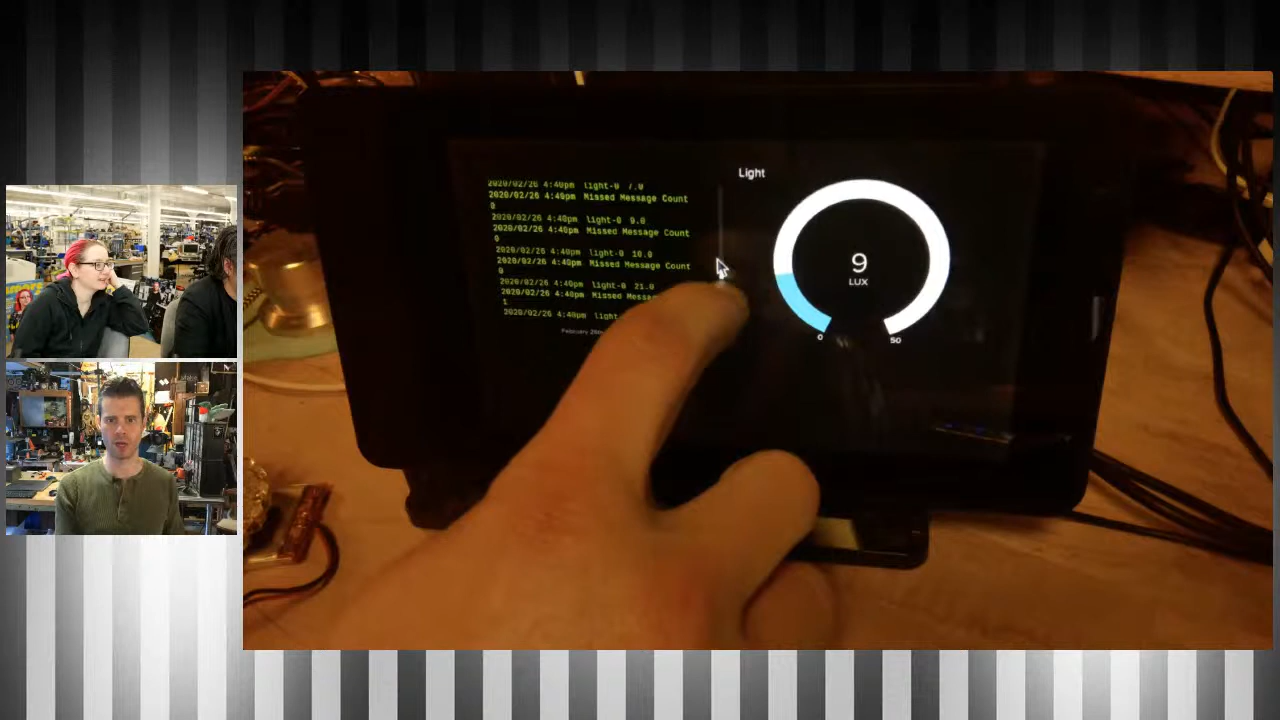 2020/02/26 4:40pm light-0 7.0
2020/02/26 4:40pm Missed Message Count
0
2020/02/26 4:40pm light-0 9.0
2020/02/26 4:40pm Missed Message Count
0
2020/02/26 4:40pm light-0 10.0
2020/02/26 4:40pm Missed Message Count
0
2020/02/26 4:40pm light-0 21.0
2020/02/26 4:40pm Missed
1
2020/02/26 4:40pm
February
Light
9
LUX
0
50